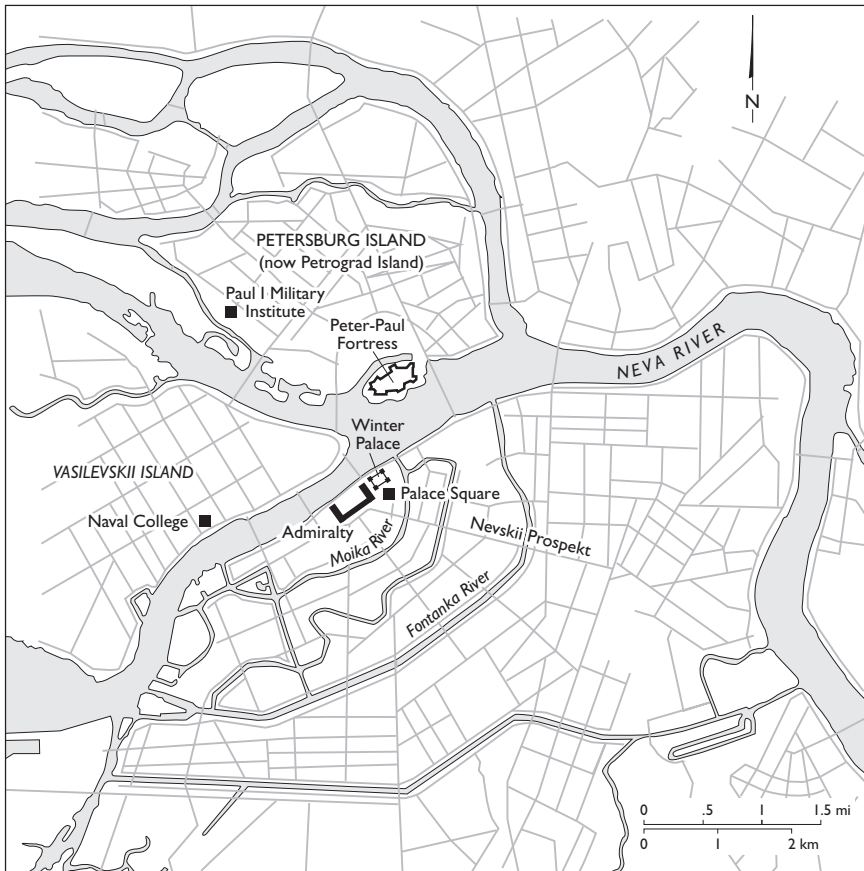 N
PETERSBURG ISLAND
(now Petrograd Island)
Paul I Military
Institute
Peter-Paul
Fortress
NEVA RIVER
Winter
Palace
VASILEVSKII ISLAND
Palace Square
Naval College
Admiralty
Moika River
Nevskii Prospekt
Fontanka River
0 .5 1 1.5 mi
0 1 2 km